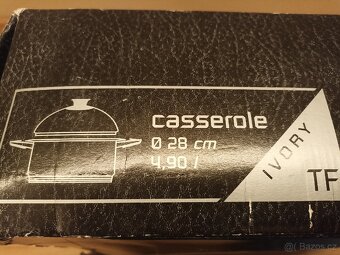 casserole
Ø 28 cm
4,90 l
IVORY
TF
© Bazos.cz